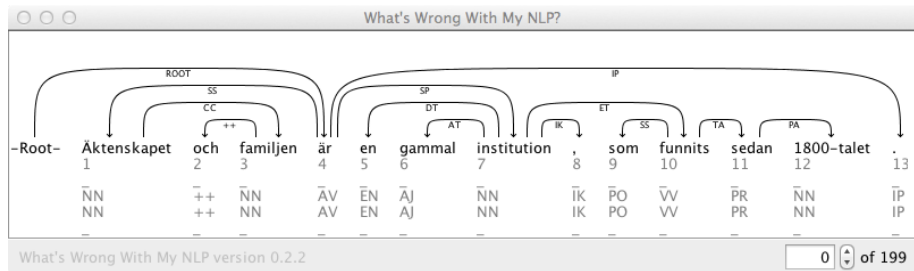 What's Wrong With My NLP?
ROOT IP
SS SP
CC DT ET
++ AT IK SS TA PA
-Root- Äktenskapet och familjen är en gammal institution , som funnits sedan 1800-talet .
1 2 3 4 5 6 7 8 9 10 11 12 13
_ _ _ _ _ _ _ _ _ _ _ _ _
NN ++ NN AV EN AJ NN IK PO VV PR NN IP
NN ++ NN AV EN AJ NN IK PO VV PR NN IP
_ _ _ _ _ _ _ _ _ _ _ _ _
What's Wrong With My NLP version 0.2.2 0 of 199